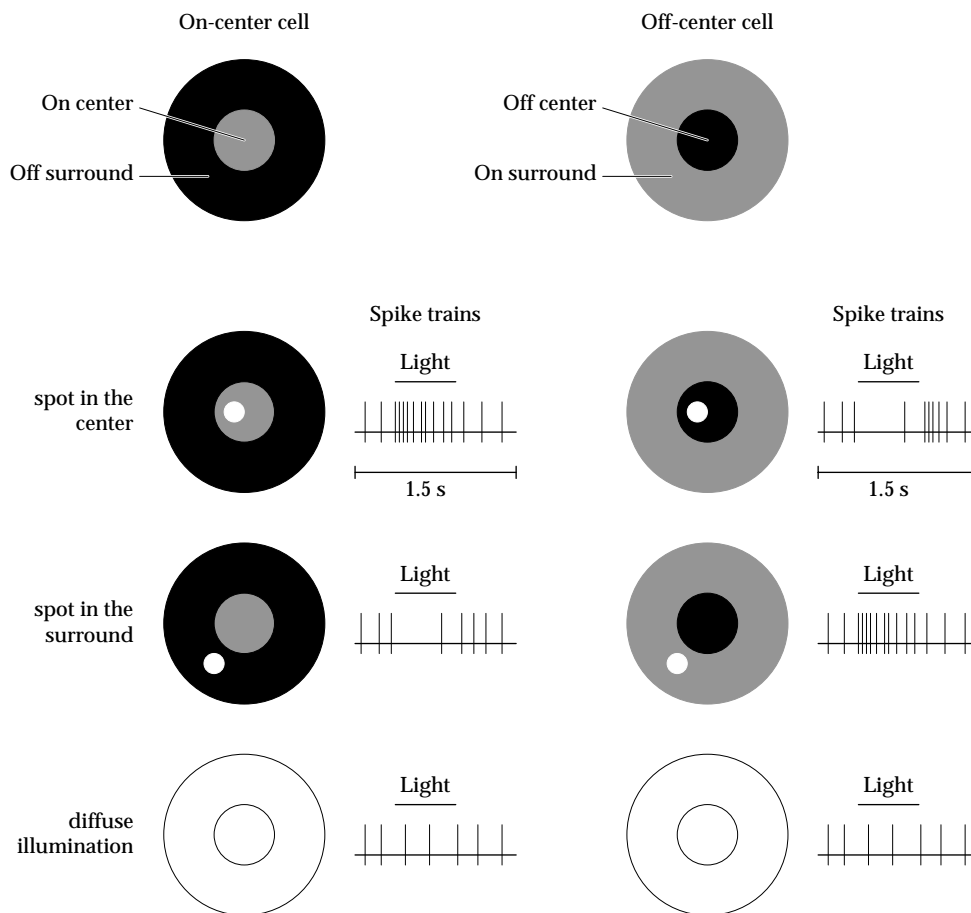 On-center cell
Off-center cell
On center
Off surround
Off center
On surround
Spike trains
Spike trains
spot in the
center
Light
Light
1.5 s
1.5 s
spot in the
surround
Light
Light
diffuse
illumination
Light
Light